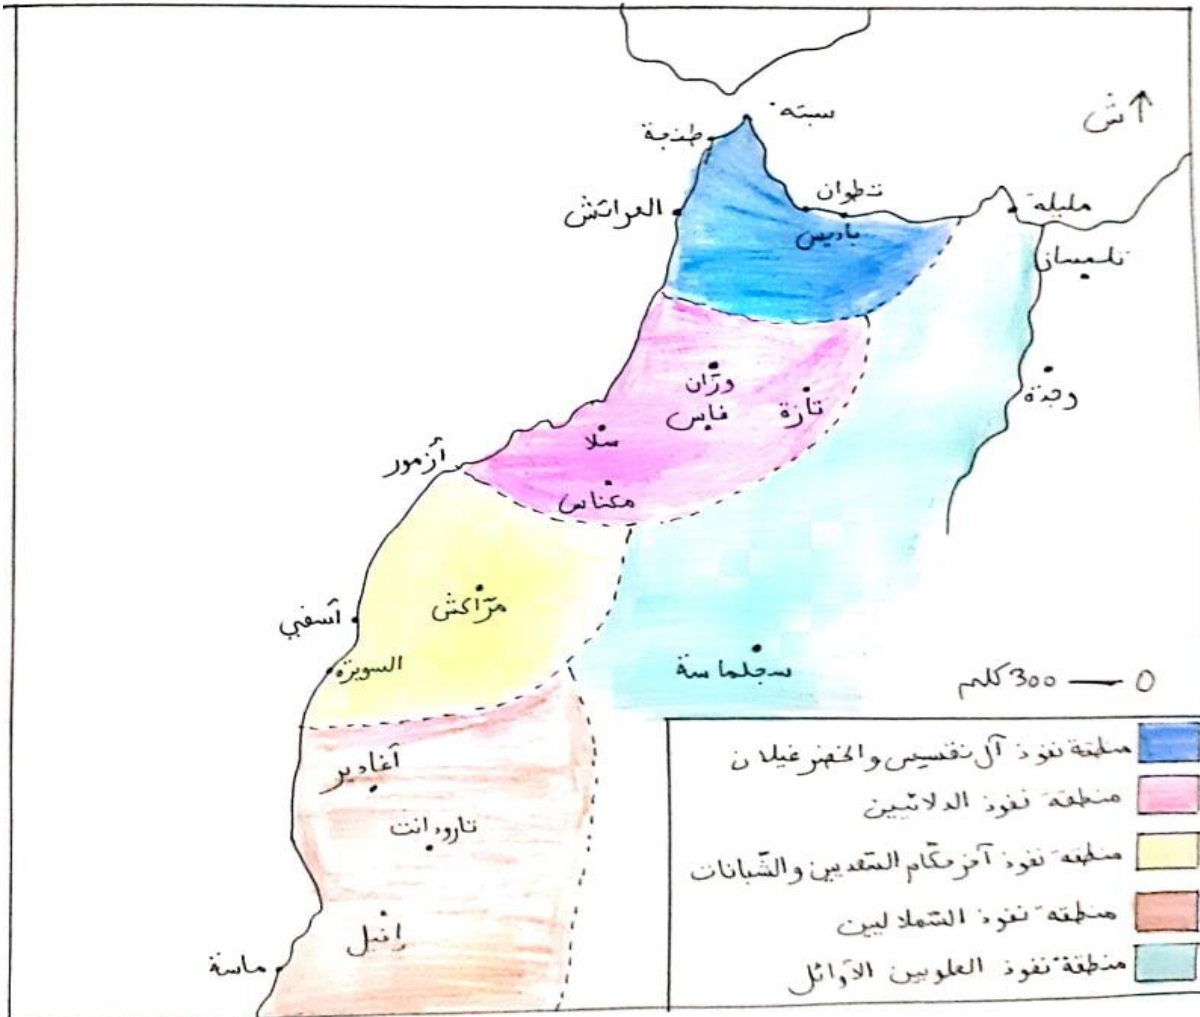 سبتة
ش
طنجة
تطوان
مليلة
العرائش
باديس
تلمسان
وزان
وجدة
تازة
فاس
سلا
أزمور
مكناس
مراكش
آسفي
السويرة
سجلماسة
300 كلم 0
منطقة نفوذ آل نقسيس والخضر غيلان
آغادير
منطقة نفوذ الدلائيين
تارودانت
منطقة نفوذ آخر حكام السعديين والشبانات
منطقة نفوذ السملاليين
ماسة
منطقة نفوذ العلويين الأوائل